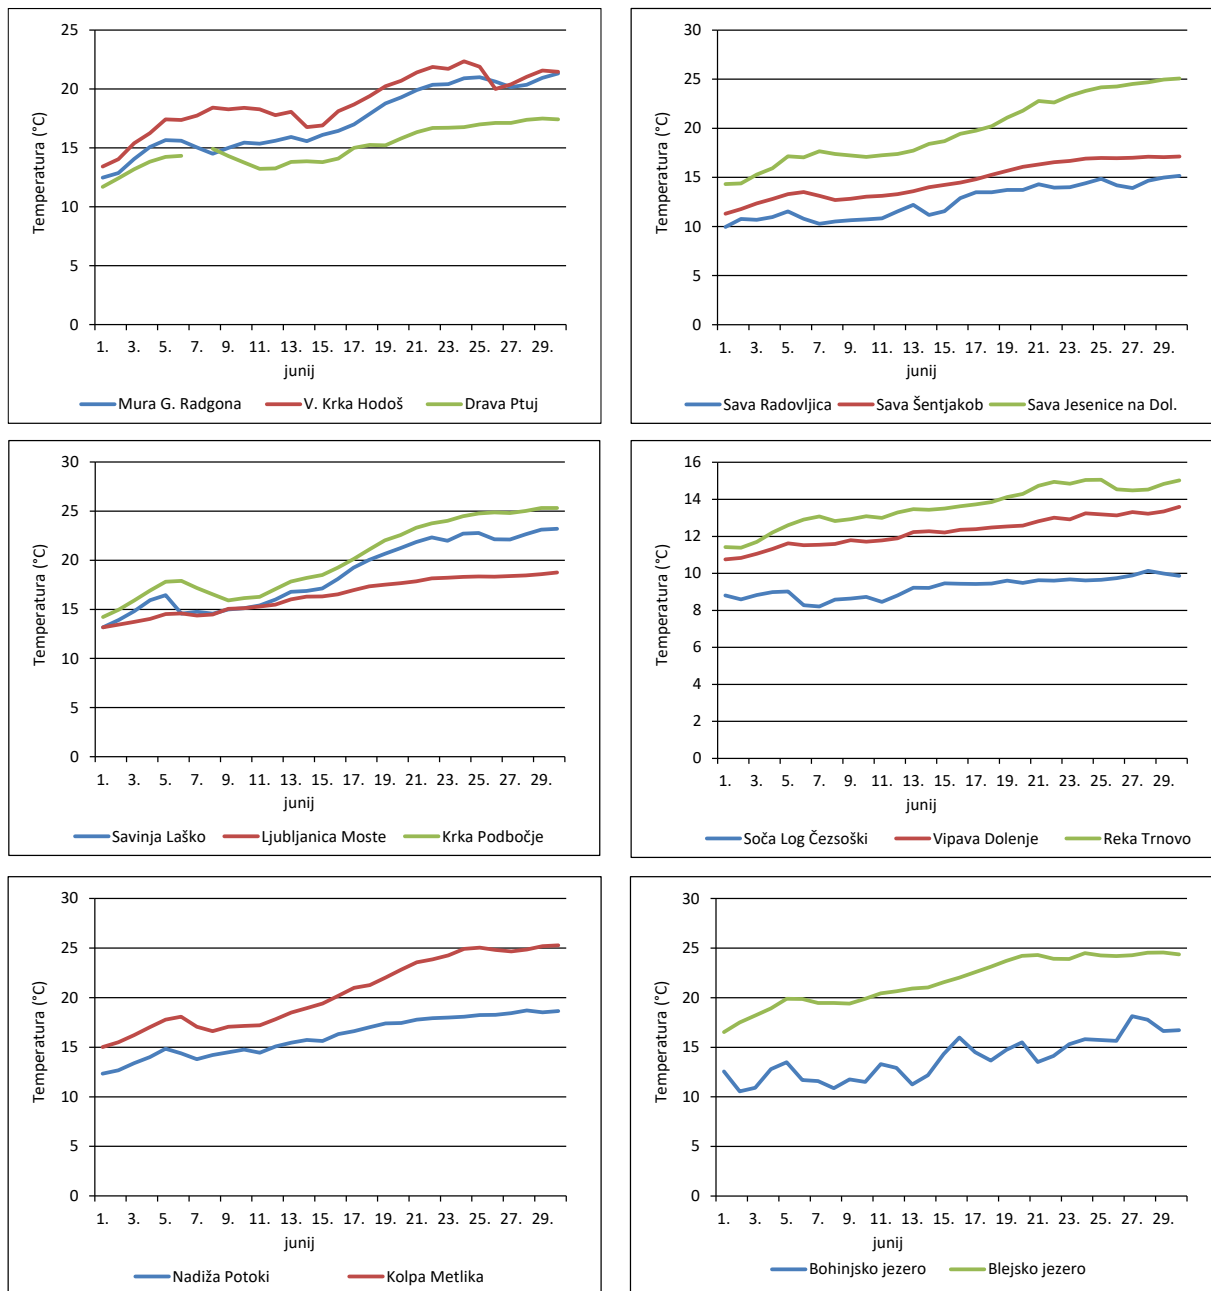 25
20
15
10
5
0
Temperatura (°C)
1. 3. 5. 7. 9. 11. 13. 15. 17. 19. 21. 23. 25. 27. 29.
junij
Mura G. Radgona V. Krka Hodoš Drava Ptuj
30
25
20
15
10
5
0
Temperatura (°C)
1. 3. 5. 7. 9. 11. 13. 15. 17. 19. 21. 23. 25. 27. 29.
junij
Sava Radovljica Sava Šentjakob Sava Jesenice na Dol.
30
25
20
15
10
5
0
Temperatura (°C)
1. 3. 5. 7. 9. 11. 13. 15. 17. 19. 21. 23. 25. 27. 29.
junij
Savinja Laško Ljubljanica Moste Krka Podbočje
16
14
12
10
8
6
4
2
0
Temperatura (°C)
1. 3. 5. 7. 9. 11. 13. 15. 17. 19. 21. 23. 25. 27. 29.
junij
Soča Log Čezsoški Vipava Dolenje Reka Trnovo
30
25
20
15
10
5
0
Temperatura (°C)
1. 3. 5. 7. 9. 11. 13. 15. 17. 19. 21. 23. 25. 27. 29.
junij
Nadiža Potoki Kolpa Metlika
30
25
20
15
10
5
0
Temperatura (°C)
1. 3. 5. 7. 9. 11. 13. 15. 17. 19. 21. 23. 25. 27. 29.
junij
Bohinjsko jezero Blejsko jezero